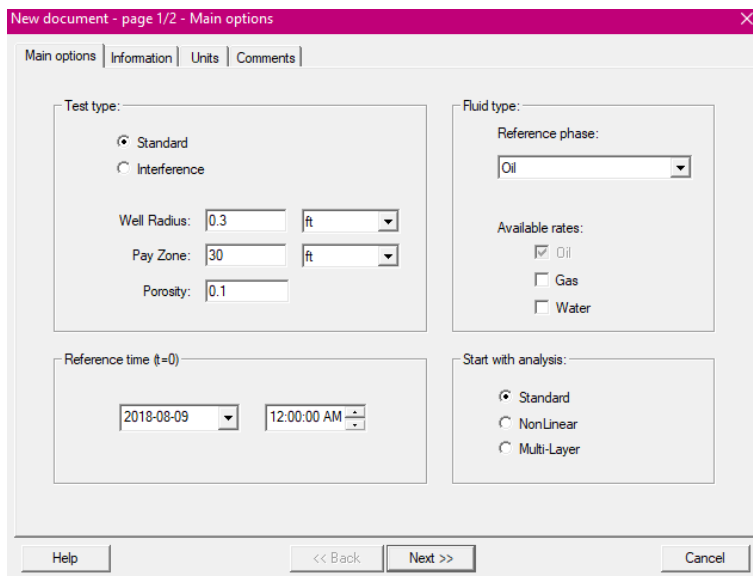 New document - page 1/2 - Main options
Main options Information Units Comments
Test type:
Standard
Interference
Well Radius: 0.3 ft
Pay Zone: 30 ft
Porosity: 0.1
Fluid type:
Reference phase:
Oil
Available rates:
Oil
Gas
Water
Reference time (t=0)
2018-08-09 12:00:00 AM
Start with analysis:
Standard
NonLinear
Multi-Layer
Help << Back Next >> Cancel